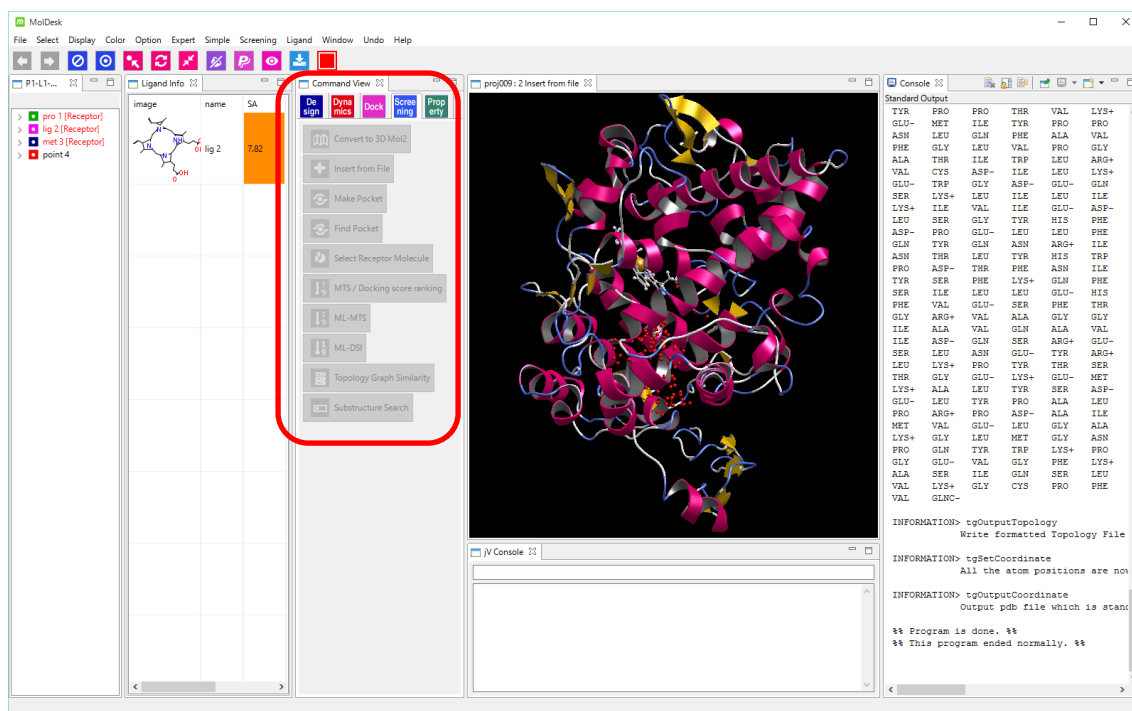 MolDesk
File Select Display Color Option Expert Simple Screening Ligand Window Undo Help
P1-L1-...
pro 1 [Receptor]
lig 2 [Receptor]
met 3 [Receptor]
point 4
Ligand Info
image name SA
lig 2 7.82
Command View
De
sign
Dyna
mics
Dock
Scree
ning
Prop
erty
Convert to 3D Mol2
Insert from File
Make Pocket
Find Pocket
Select Receptor Molecule
MTS / Docking score ranking
ML-MTS
ML-DSI
Topology Graph Similarity
Substructure Search
proj009 : 2 Insert from file
jV Console
Console
Standard Output
TYR PRO PRO THR VAL LYS+
GLU- MET ILE TYR PRO PRO
ASN LEU GLN PHE ALA VAL
PHE GLY LEU VAL PRO GLY
ALA THR ILE TRP LEU ARG+
VAL CYS ASP- ILE LEU LYS+
GLU- TRP GLY ASP- GLU- GLN
SER LYS+ LEU ILE LEU ILE
LYS+ ILE VAL ILE GLU- ASP-
LEU SER GLY TYR HIS PHE
ASP- PRO GLU- LEU LEU PHE
GLN TYR GLN ASN ARG+ ILE
ASN THR LEU TYR HIS TRP
PRO ASP- THR PHE ASN ILE
TYR SER PHE LYS+ GLN PHE
SER ILE LEU LEU GLU- HIS
PHE VAL GLU- SER PHE THR
GLY ARG+ VAL ALA GLY GLY
ILE ALA VAL GLN ALA VAL
ILE ASP- GLN SER ARG+ GLU-
SER LEU ASN GLU- TYR ARG+
LEU LYS+ PRO TYR THR SER
THR GLY GLU- LYS+ GLU- MET
LYS+ ALA LEU TYR SER ASP-
GLU- LEU TYR PRO ALA LEU
PRO ARG+ PRO ASP- ALA ILE
MET VAL GLU- LEU GLY ALA
LYS+ GLY LEU MET GLY ASN
PRO GLN TYR TRP LYS+ PRO
GLY GLU- VAL GLY PHE LYS+
ALA SER ILE GLN SER LEU
VAL LYS+ GLY CYS PRO PHE
VAL GLNC-
INFORMATION> tgOutputTopology
Write formatted Topology File
INFORMATION> tgSetCoordinate
All the atom positions are now
INFORMATION> tgOutputCoordinate
Output pdb file which is stand
%% Program is done. %%
%% This program ended normally. %%